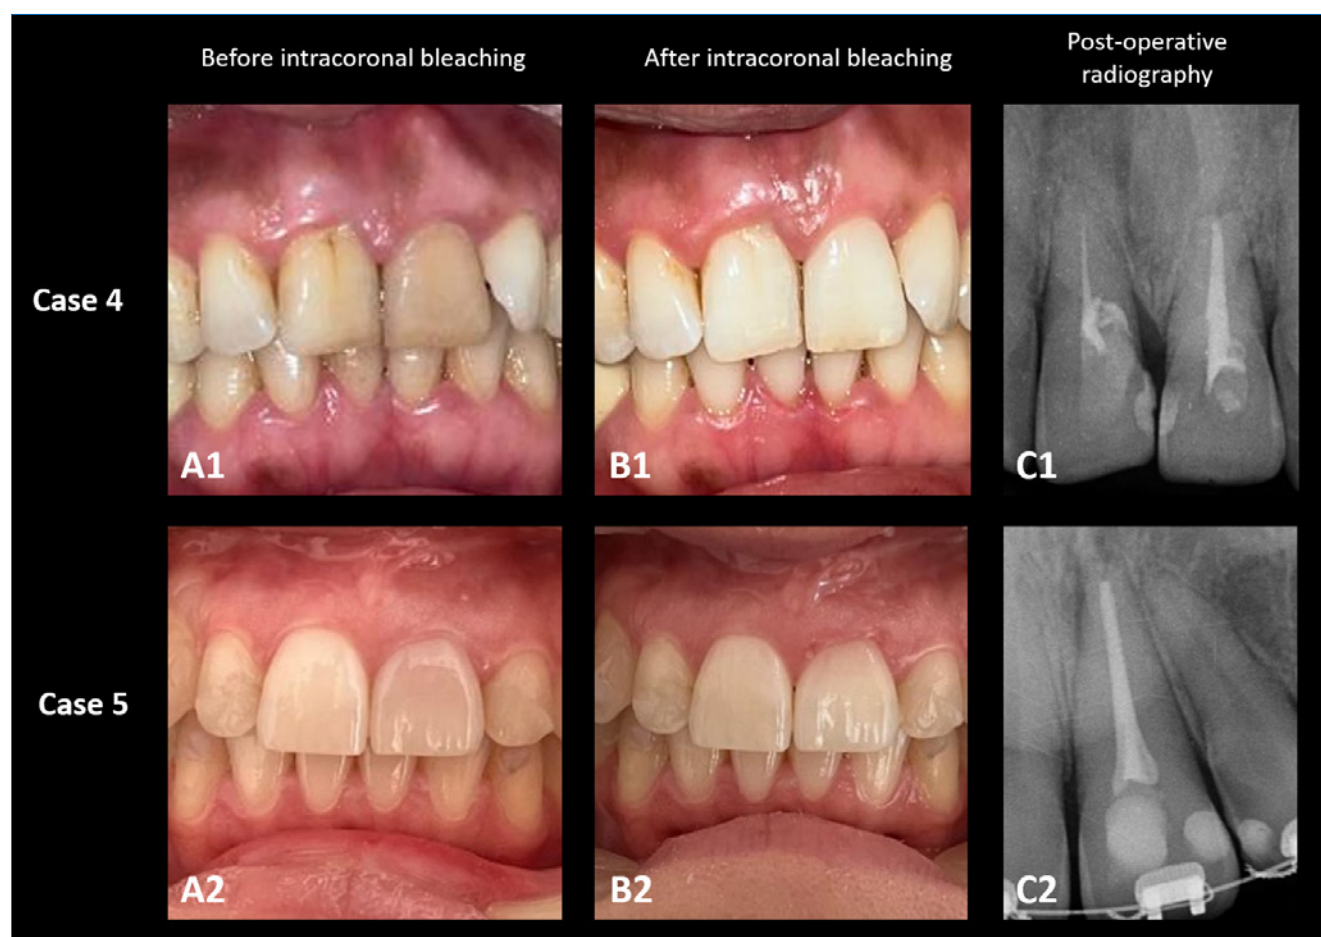 Before intracoronal bleaching
After intracoronal bleaching
Post-operative
radiography
Case 4
A1
B1
C1
Case 5
A2
B2
C2